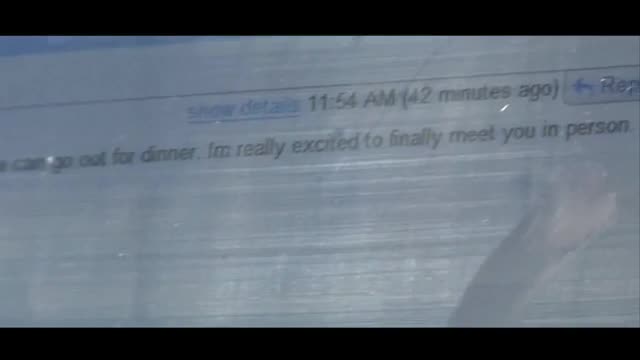 show details 11:54 AM (42 minutes ago)
can go out for dinner. Im really excited to finally meet you in person.